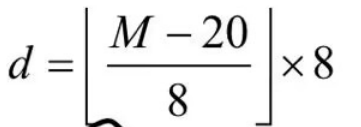 d = ⌊(M − 20)/8⌋ × 8